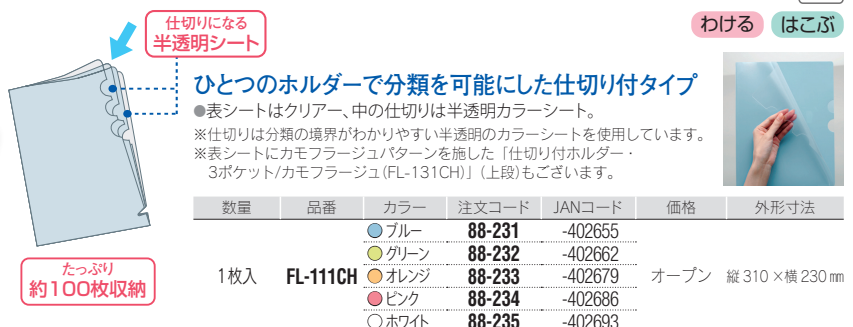 仕切りになる
半透明シート
わける はこぶ
ひとつのホルダーで分類を可能にした仕切り付タイプ
●表シートはクリアー、中の仕切りは半透明カラーシート。
※仕切りは分類の境界がわかりやすい半透明のカラーシートを使用しています。
※表シートにカモフラージュパターンを施した「仕切り付ホルダー・
3ポケット/カモフラージュ(FL-131CH)」(上段)もございます。
たっぷり
約100枚収納
数量 品番 カラー 注文コード JANコード 価格 外形寸法
ブルー 88-231 -402655
グリーン 88-232 -402662
1枚入 FL-111CH オレンジ 88-233 -402679 オープン 縦310×横230㎜
ピンク 88-234 -402686
ホワイト 88-235 -402693